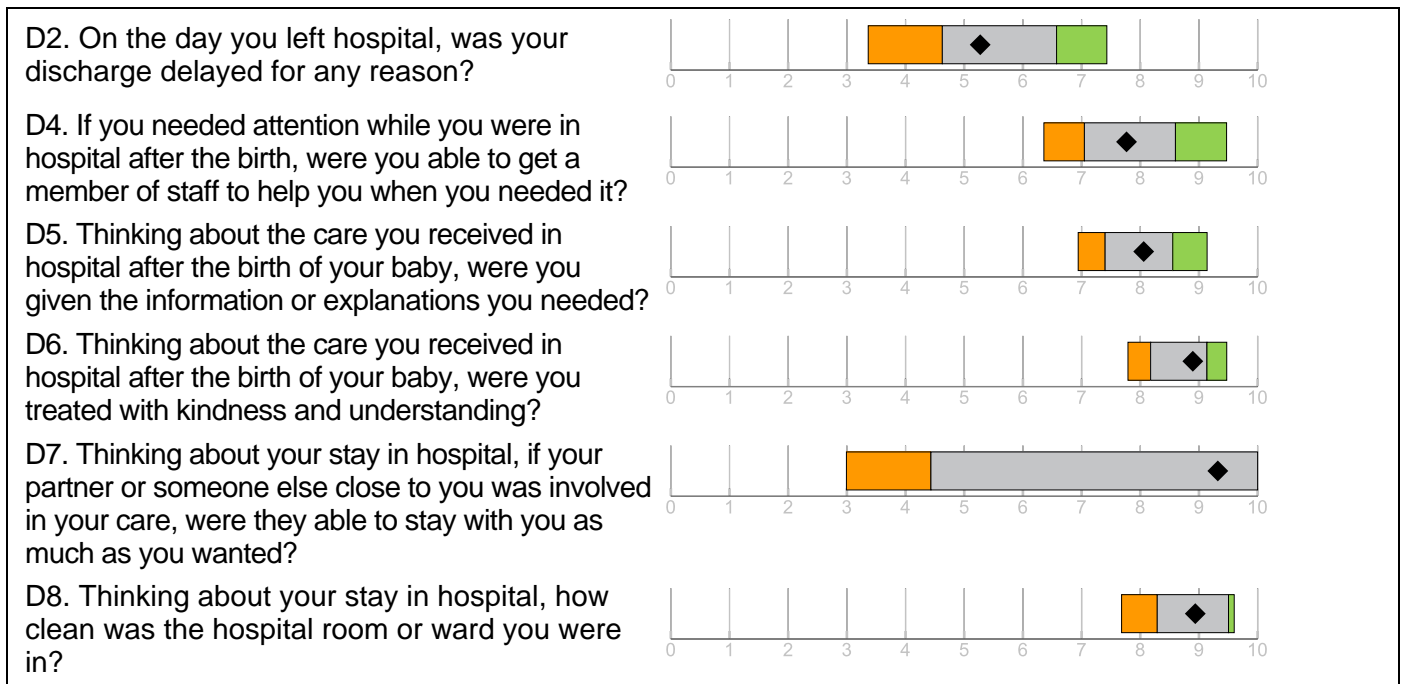 D2. On the day you left hospital, was your
discharge delayed for any reason?
0 1 2 3 4 5 6 7 8 9 10
D4. If you needed attention while you were in
hospital after the birth, were you able to get a
member of staff to help you when you needed it?
0 1 2 3 4 5 6 7 8 9 10
D5. Thinking about the care you received in
hospital after the birth of your baby, were you
given the information or explanations you needed?
0 1 2 3 4 5 6 7 8 9 10
D6. Thinking about the care you received in
hospital after the birth of your baby, were you
treated with kindness and understanding?
0 1 2 3 4 5 6 7 8 9 10
D7. Thinking about your stay in hospital, if your
partner or someone else close to you was involved
in your care, were they able to stay with you as
much as you wanted?
0 1 2 3 4 5 6 7 8 9 10
D8. Thinking about your stay in hospital, how
clean was the hospital room or ward you were
in?
0 1 2 3 4 5 6 7 8 9 10